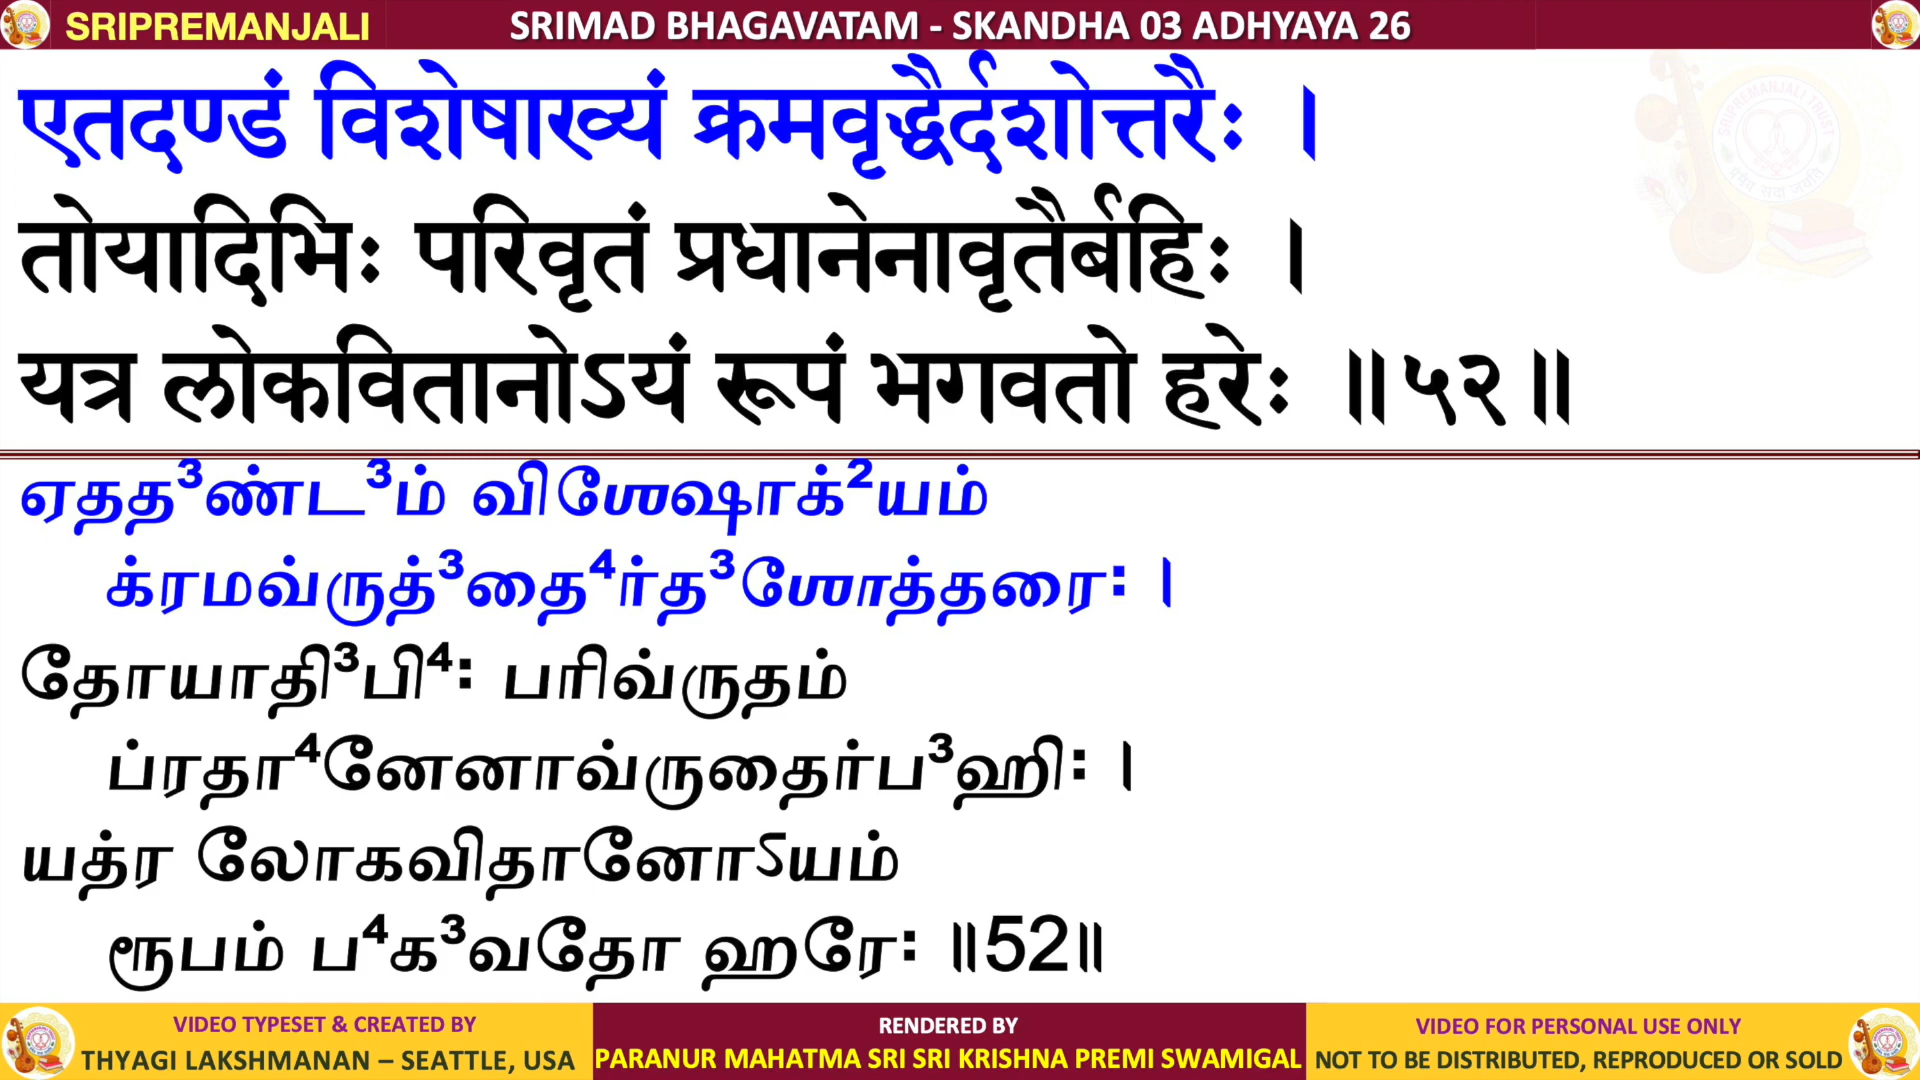 SRIPREMANJALI
SRIMAD BHAGAVATAM - SKANDHA 03 ADHYAYA 26
एतदण्डं विशेषाख्यं क्रमवृद्धैर्दशोत्तरैः ।
तोयादिभिः परिवृतं प्रधानेनावृतैर्बहिः ।
यत्र लोकवितानोऽयं रूपं भगवतो हरेः ॥५२॥
ஏதத³ண்ட³ம் விஶேஷாக்²யம்
க்ரமவ்ருத்³தை⁴ர்த³ஶோத்தரை꞉ ।
தோயாதி³பி⁴꞉ பரிவ்ருதம்
ப்ரதா⁴னேனாவ்ருதைர்ப³ஹி꞉ ।
யத்ர லோகவிதானோ(அ)யம்
ரூபம் ப⁴க³வதோ ஹரே꞉ ॥52॥
VIDEO TYPESET & CREATED BY
THYAGI LAKSHMANAN – SEATTLE, USA
RENDERED BY
PARANUR MAHATMA SRI SRI KRISHNA PREMI SWAMIGAL
VIDEO FOR PERSONAL USE ONLY
NOT TO BE DISTRIBUTED, REPRODUCED OR SOLD